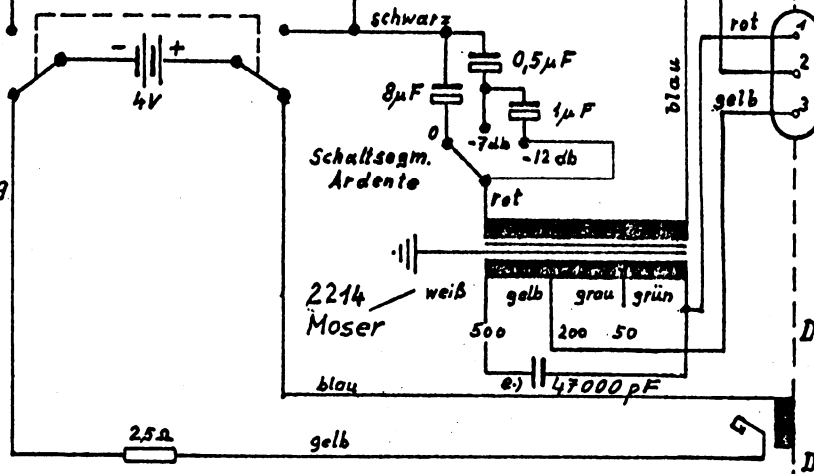 schwarz
rot
1
- +
0,5µF
2
4V
8µF
blau
gelb
3
1µF
0
-7db
-12db
Schaltsegm.
Ardente
rot
2214
Moser
weiß
gelb
grau
grün
500
200
50
D
e.)
47000 pF
blau
2,5Ω
gelb
D